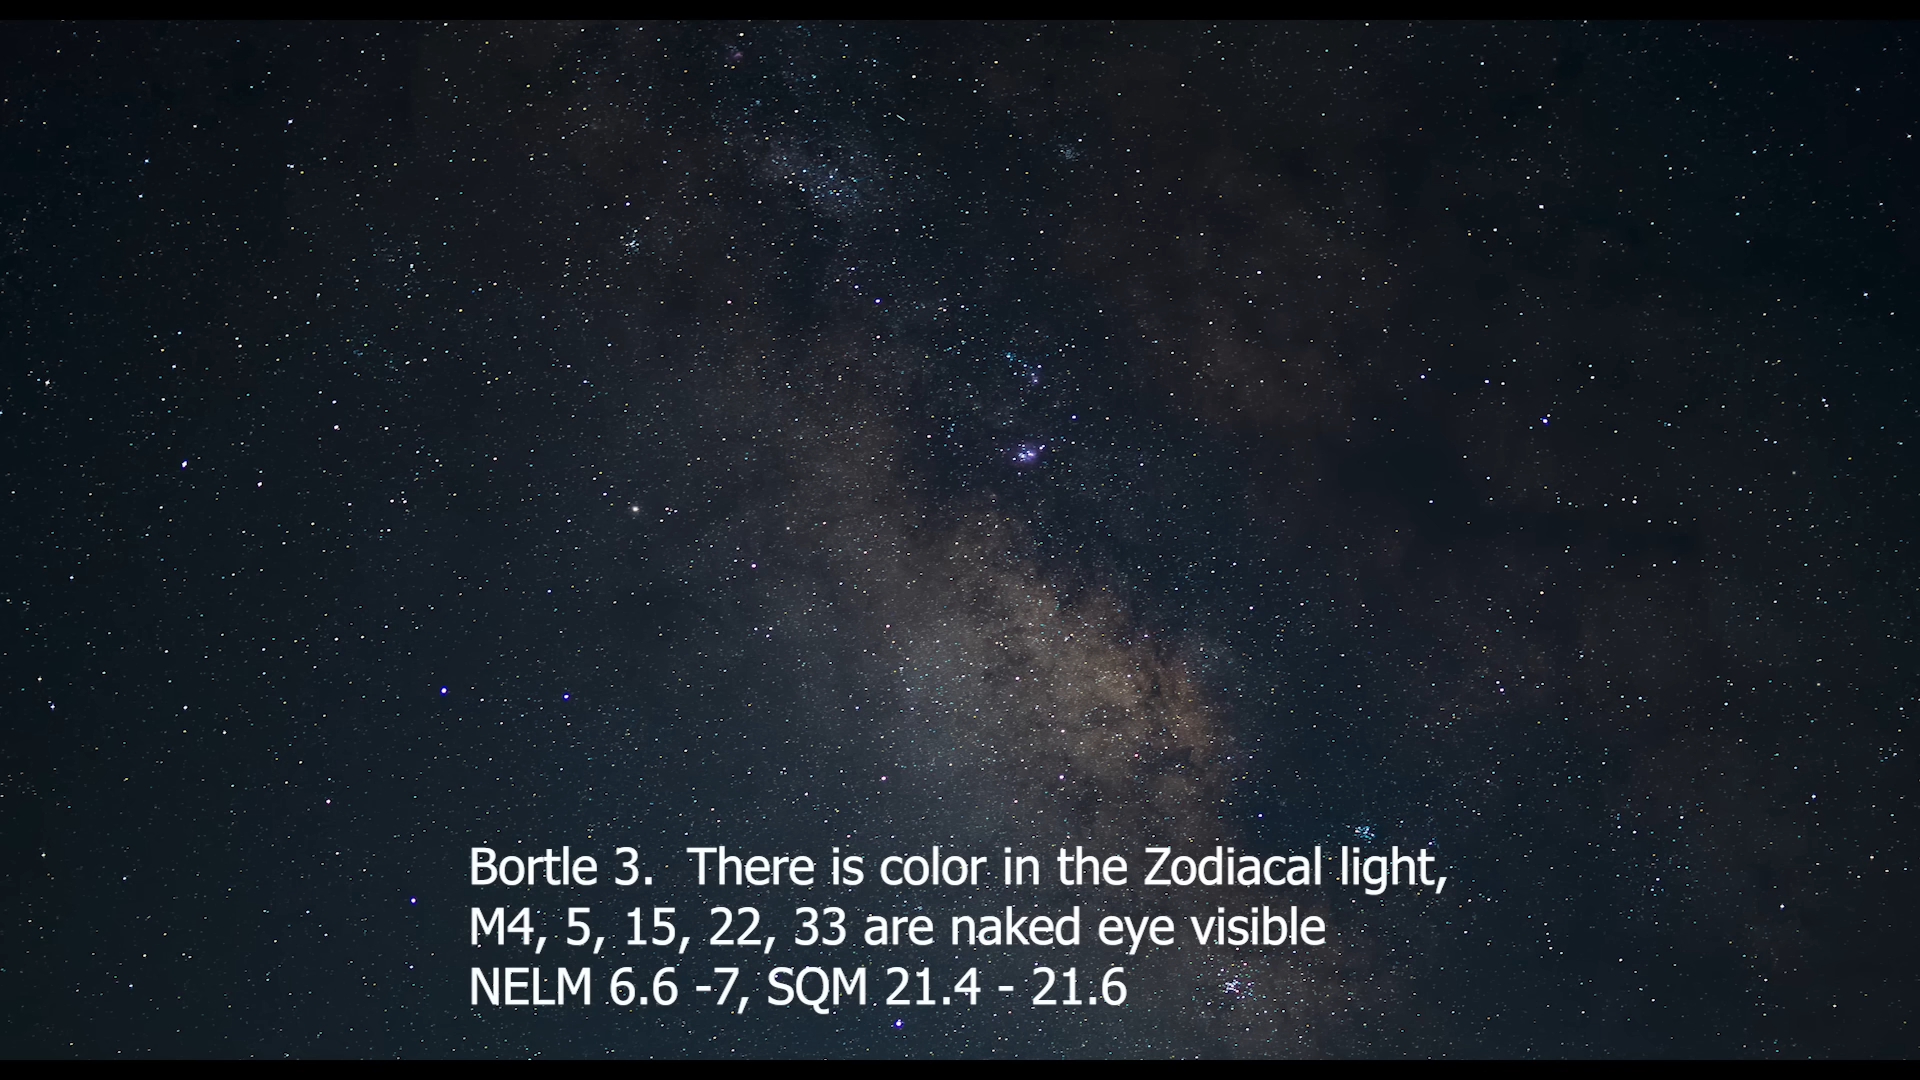 Bortle 3.  There is color in the Zodiacal light,
M4, 5, 15, 22, 33 are naked eye visible
NELM 6.6 -7, SQM 21.4 - 21.6